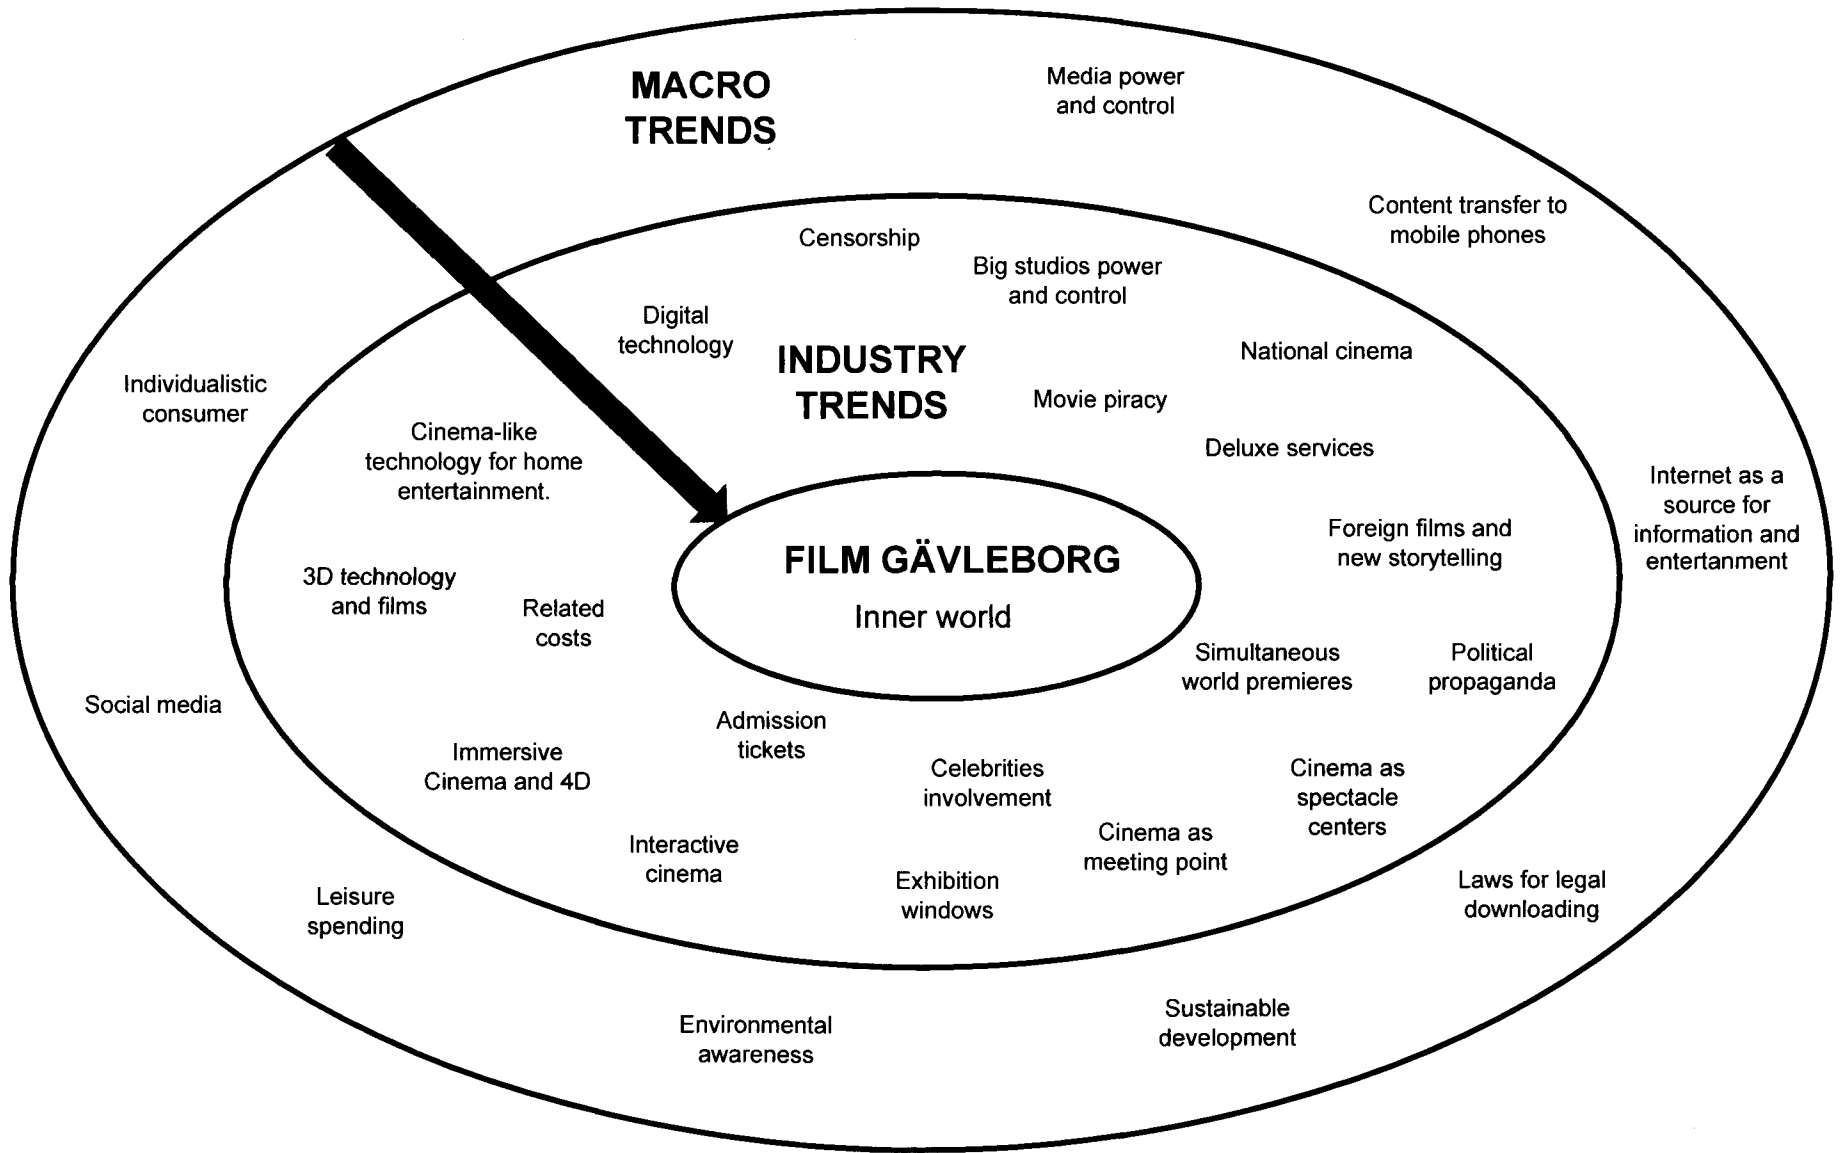 MACRO
TRENDS
Media power
and control
Content transfer to
mobile phones
Censorship
Big studios power
and control
Digital
technology
INDUSTRY
TRENDS
National cinema
Movie piracy
Individualistic
consumer
Cinema-like
technology for home
entertainment.
Deluxe services
Internet as a
source for
information and
entertanment
Foreign films and
new storytelling
FILM GÄVLEBORG
Inner world
3D technology
and films
Related
costs
Simultaneous
world premieres
Political
propaganda
Social media
Admission
tickets
Immersive
Cinema and 4D
Celebrities
involvement
Cinema as
spectacle
centers
Interactive
cinema
Cinema as
meeting point
Exhibition
windows
Laws for legal
downloading
Leisure
spending
Sustainable
development
Environmental
awareness